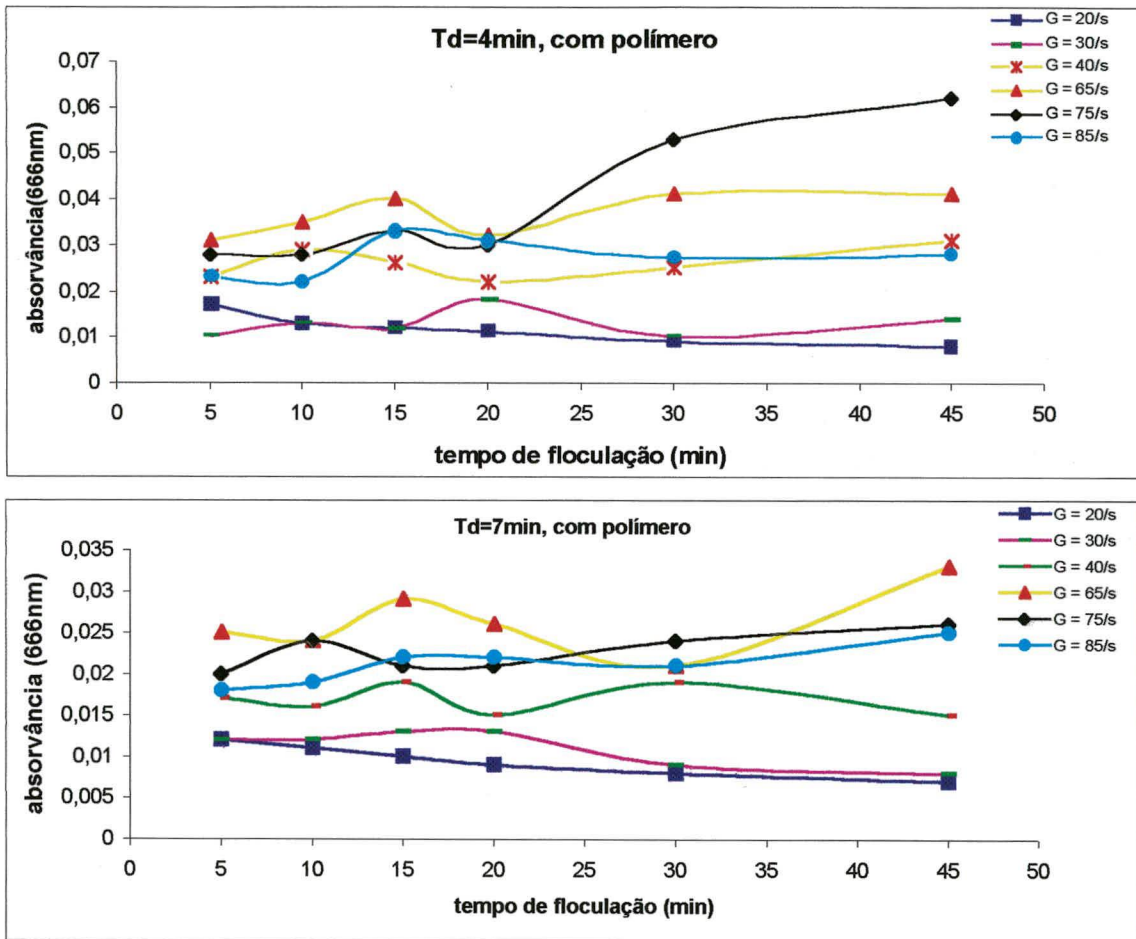 Td=4min, com polímero
G = 20/s
G = 30/s
G = 40/s
G = 65/s
G = 75/s
G = 85/s
absorvância(666nm)
0,07
0,06
0,05
0,04
0,03
0,02
0,01
0
0 5 10 15 20 25 30 35 40 45 50
tempo de floculação (min)
Td=7min, com polímero
G = 20/s
G = 30/s
G = 40/s
G = 65/s
G = 75/s
G = 85/s
absorvância (666nm)
0,035
0,03
0,025
0,02
0,015
0,01
0,005
0
0 5 10 15 20 25 30 35 40 45 50
tempo de floculação (min)